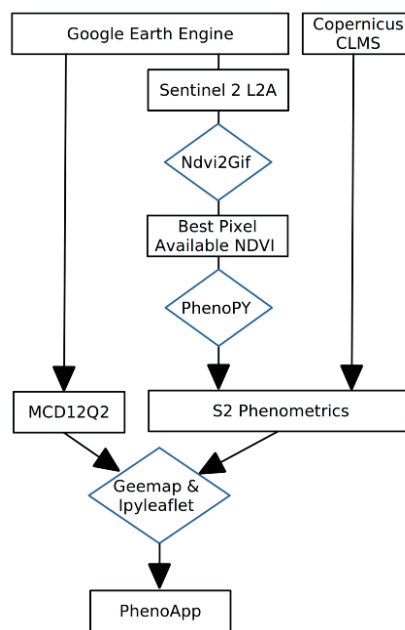 Google Earth Engine
Copernicus
CLMS
Sentinel 2 L2A
Ndvi2Gif
Best Pixel
Available NDVI
PhenoPY
MCD12Q2
S2 Phenometrics
Geemap &
Ipyleaflet
PhenoApp